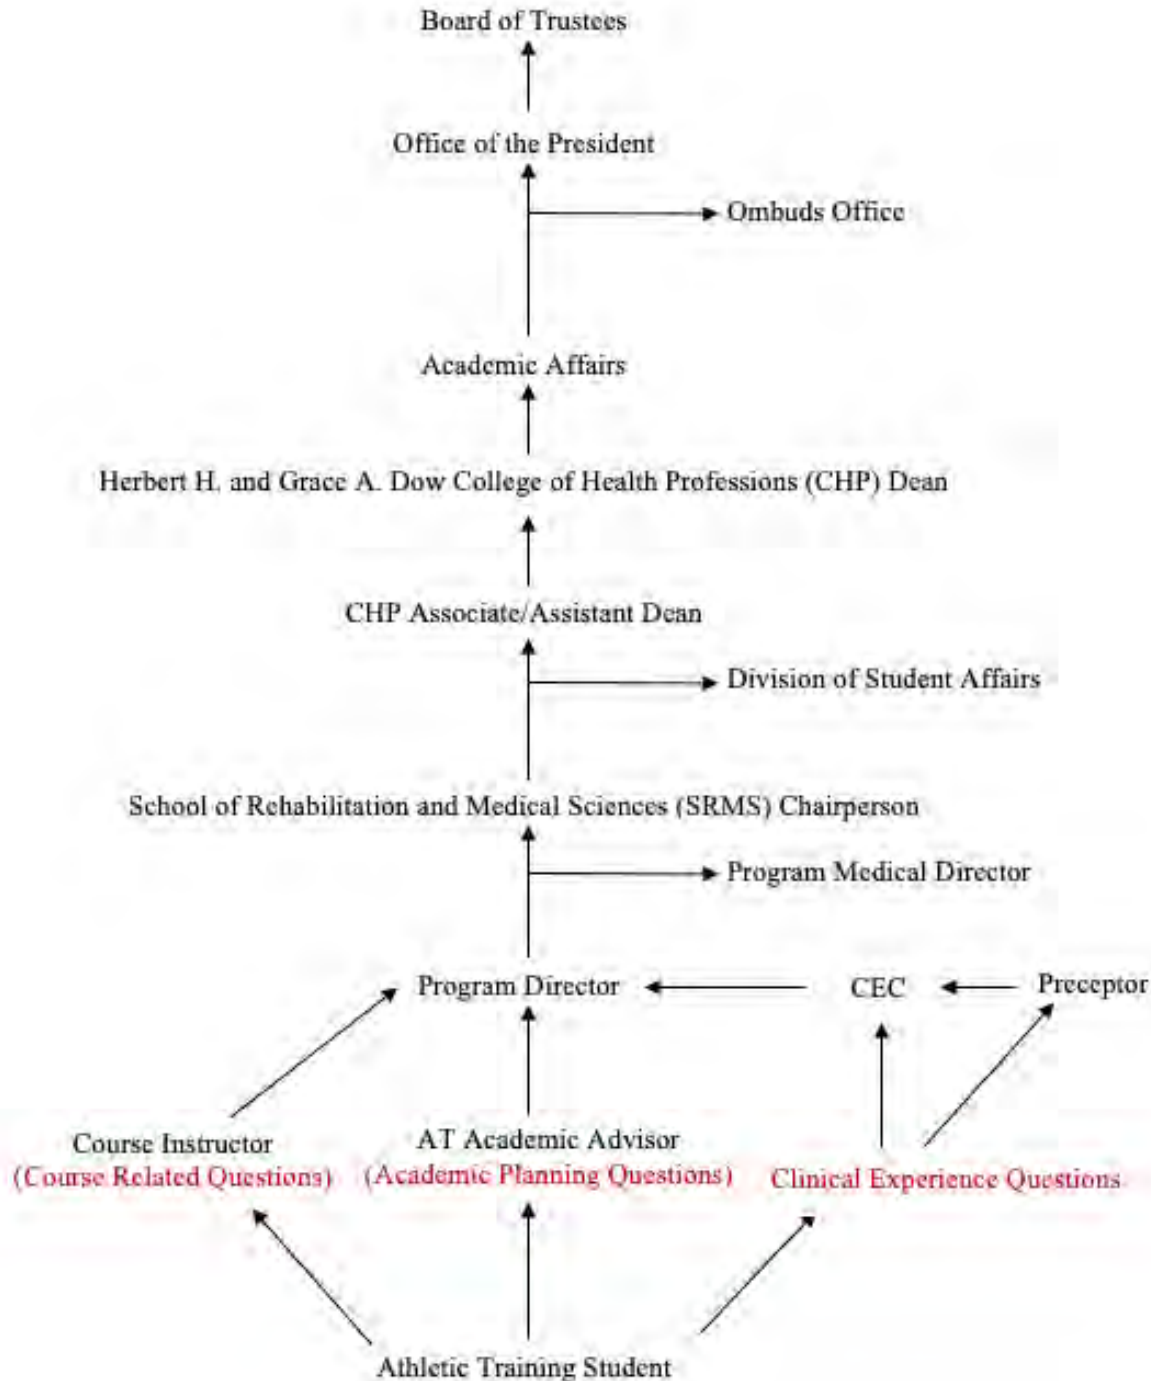 Board of Trustees
Office of the President
Ombuds Office
Academic Affairs
Herbert H. and Grace A. Dow College of Health Professions (CHP) Dean
CHP Associate/Assistant Dean
Division of Student Affairs
School of Rehabilitation and Medical Sciences (SRMS) Chairperson
Program Medical Director
Program Director
CEC
Preceptor
Course Instructor
(Course Related Questions)
AT Academic Advisor
(Academic Planning Questions)
Clinical Experience Questions
Athletic Training Student